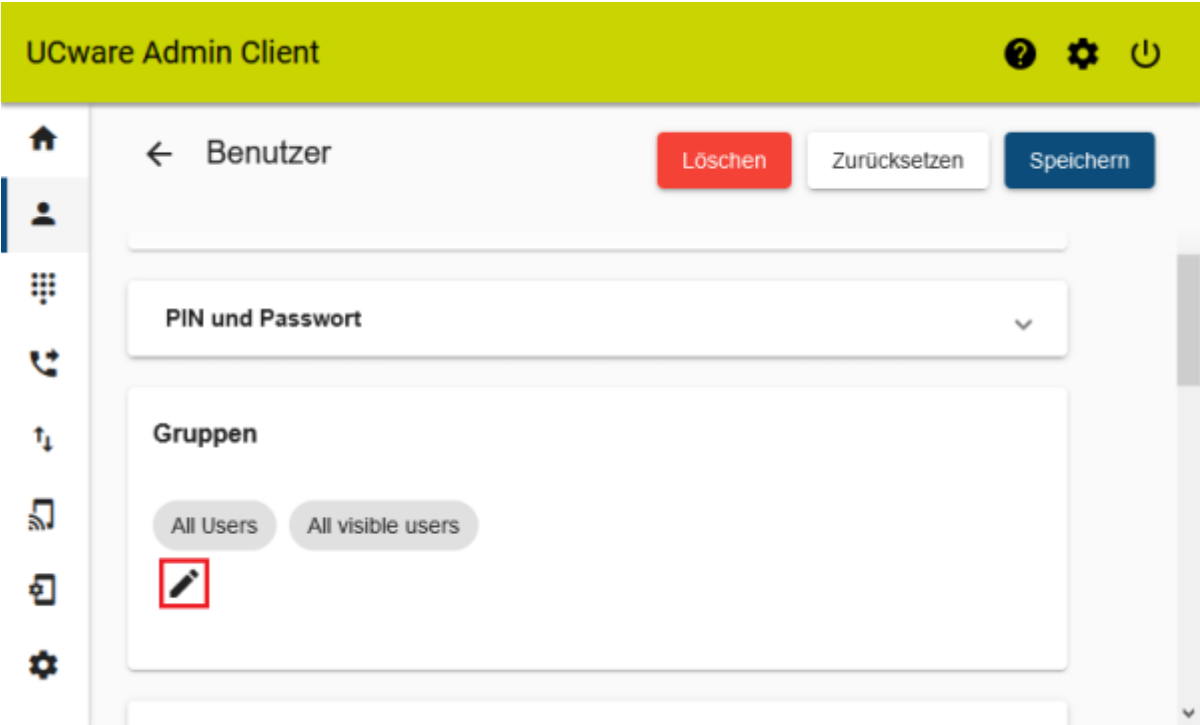 UCware Admin Client
Benutzer
Löschen
Zurücksetzen
Speichern
PIN und Passwort
Gruppen
All Users
All visible users